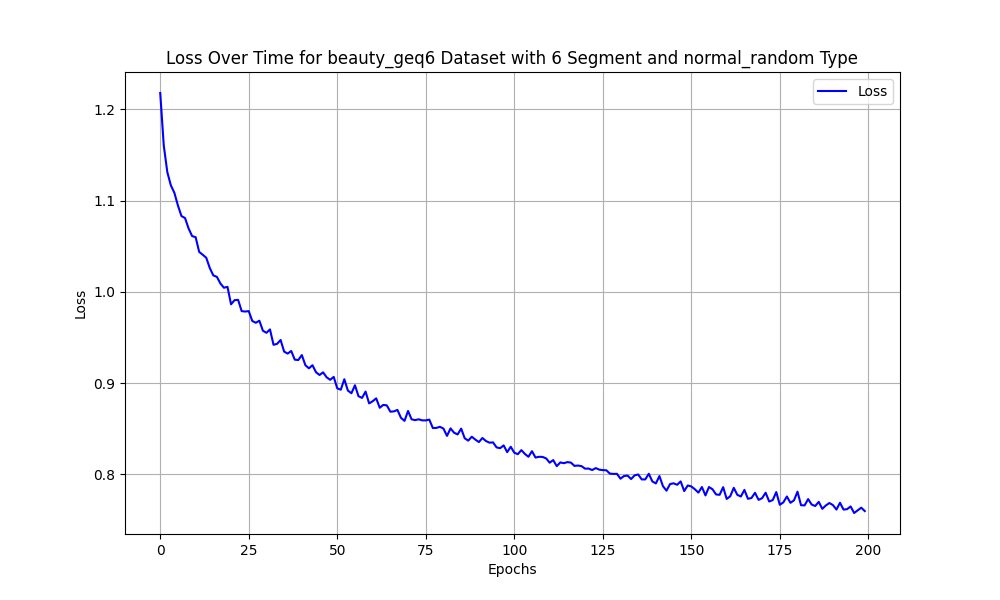 Loss Over Time for beauty_geq6 Dataset with 6 Segment and normal_random Type
Loss
1.2
1.1
1.0
0.9
0.8
Loss
0 25 50 75 100 125 150 175 200
Epochs